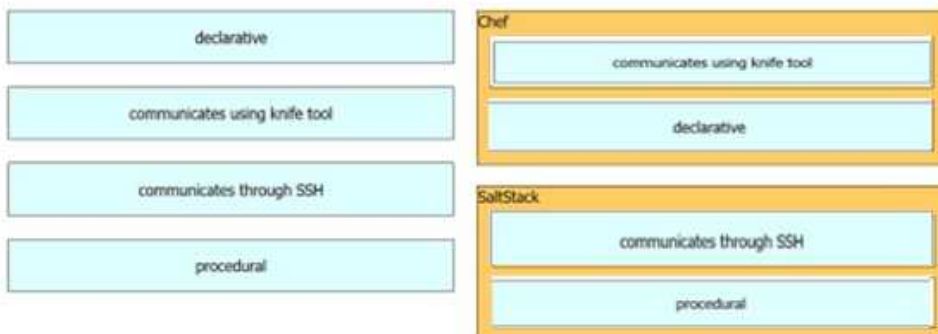 declarative
communicates using knife tool
communicates through SSH
procedural
Chef
communicates using knife tool
declarative
SaltStack
communicates through SSH
procedural